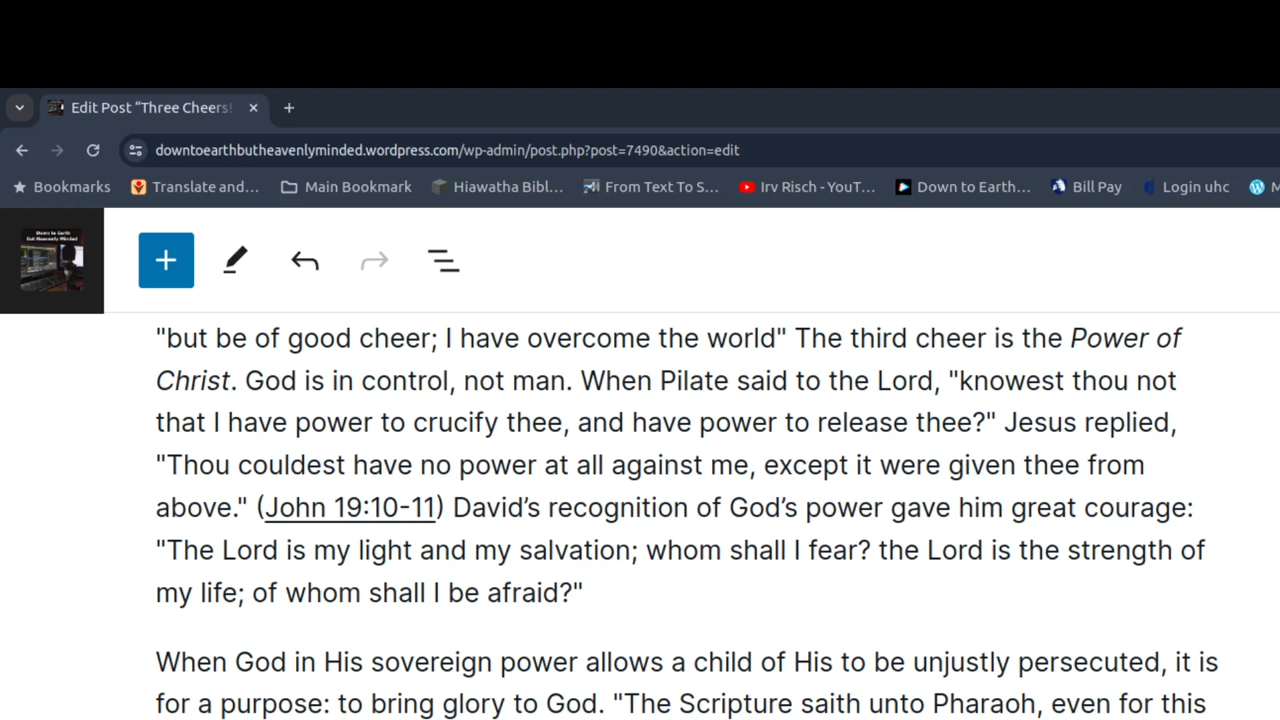 Edit Post “Three Cheers!
downtoearthbutheavenlyminded.wordpress.com/wp-admin/post.php?post=7490&action=edit
Bookmarks Translate and... Main Bookmark Hiawatha Bibl... From Text To S... Irv Risch - YouT... Down to Earth... Bill Pay Login uhc M
Down to Earth
But Heavenly Minded
"but be of good cheer; I have overcome the world" The third cheer is the Power of
Christ. God is in control, not man. When Pilate said to the Lord, "knowest thou not
that I have power to crucify thee, and have power to release thee?" Jesus replied,
"Thou couldest have no power at all against me, except it were given thee from
above." (John 19:10-11) David’s recognition of God’s power gave him great courage:
"The Lord is my light and my salvation; whom shall I fear? the Lord is the strength of
my life; of whom shall I be afraid?"
When God in His sovereign power allows a child of His to be unjustly persecuted, it is
for a purpose: to bring glory to God. "The Scripture saith unto Pharaoh, even for this